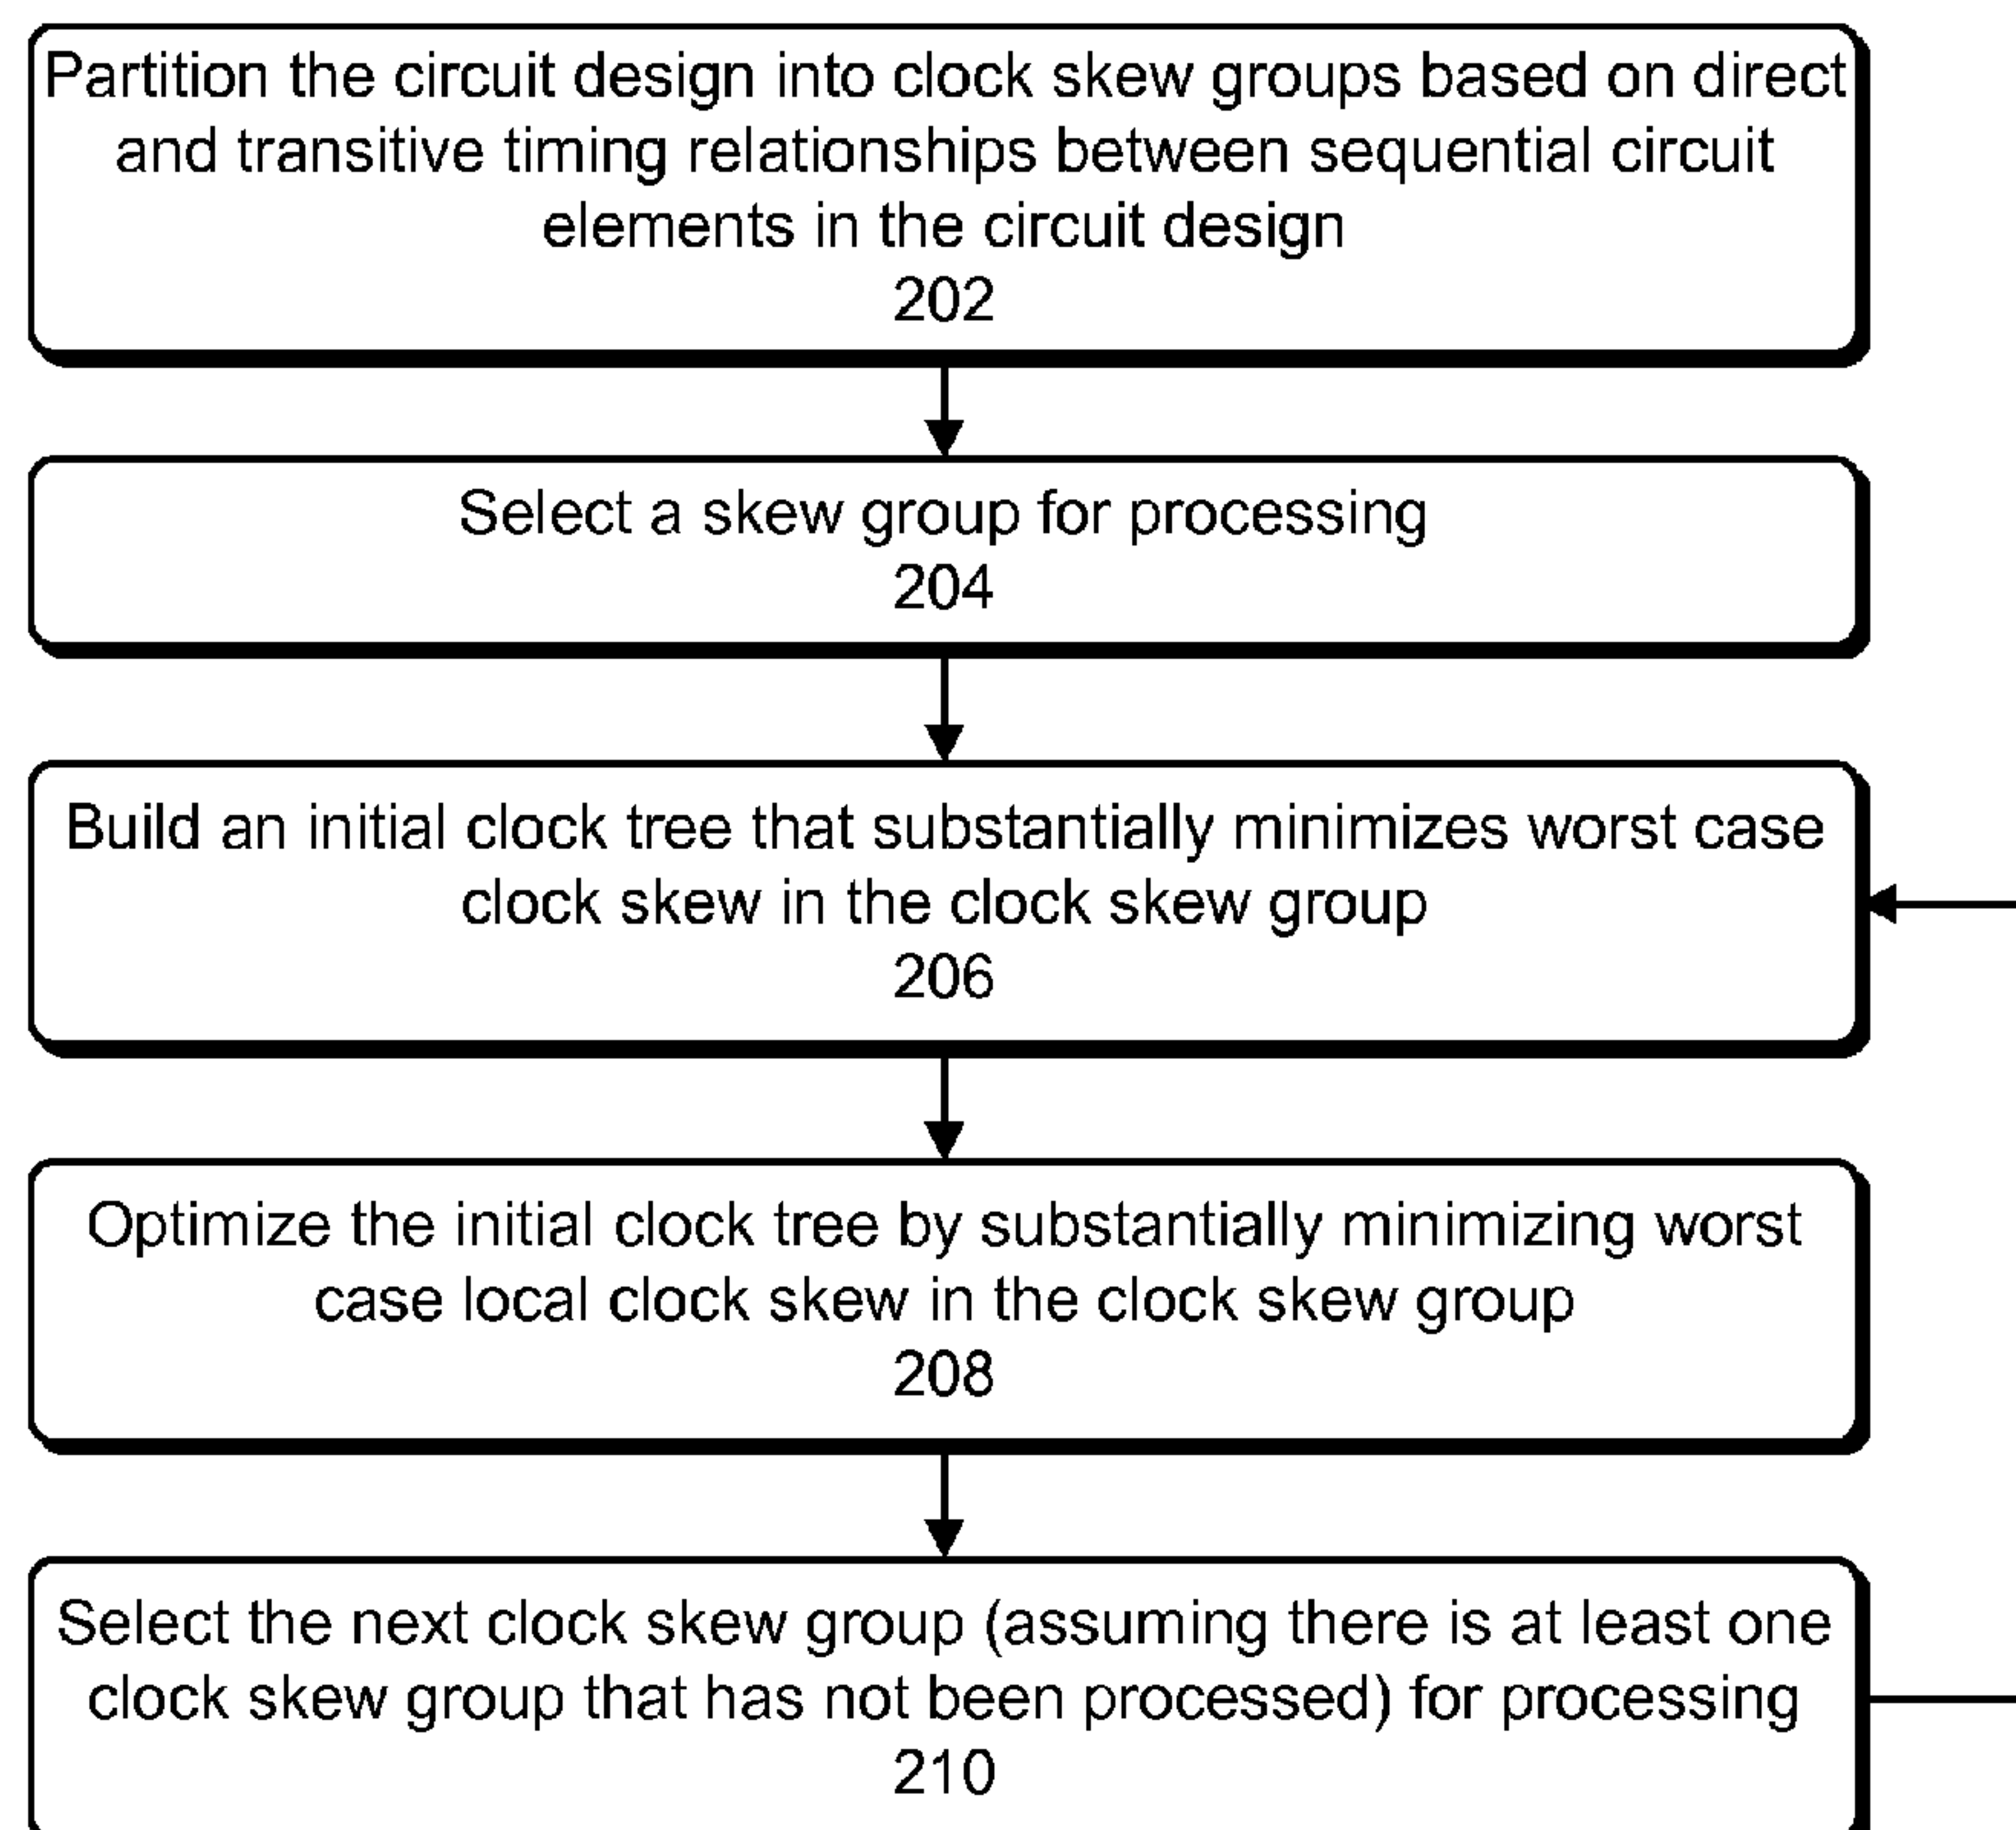 Partition the circuit design into clock skew groups based on direct
and transitive timing relationships between sequential circuit
elements in the circuit design
202
Select a skew group for processing
204
Build an initial clock tree that substantially minimizes worst case
clock skew in the clock skew group
206
Optimize the initial clock tree by substantially minimizing worst
case local clock skew in the clock skew group
208
Select the next clock skew group (assuming there is at least one
clock skew group that has not been processed) for processing
210